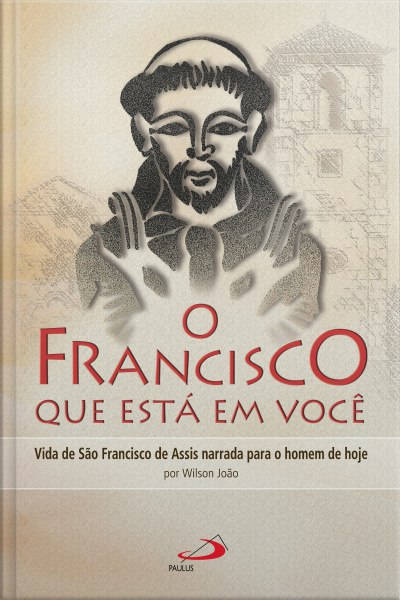 O
FRANCISCO
QUE ESTÁ EM VOCÊ
Vida de São Francisco de Assis narrada para o homem de hoje
por Wilson João
PAULUS